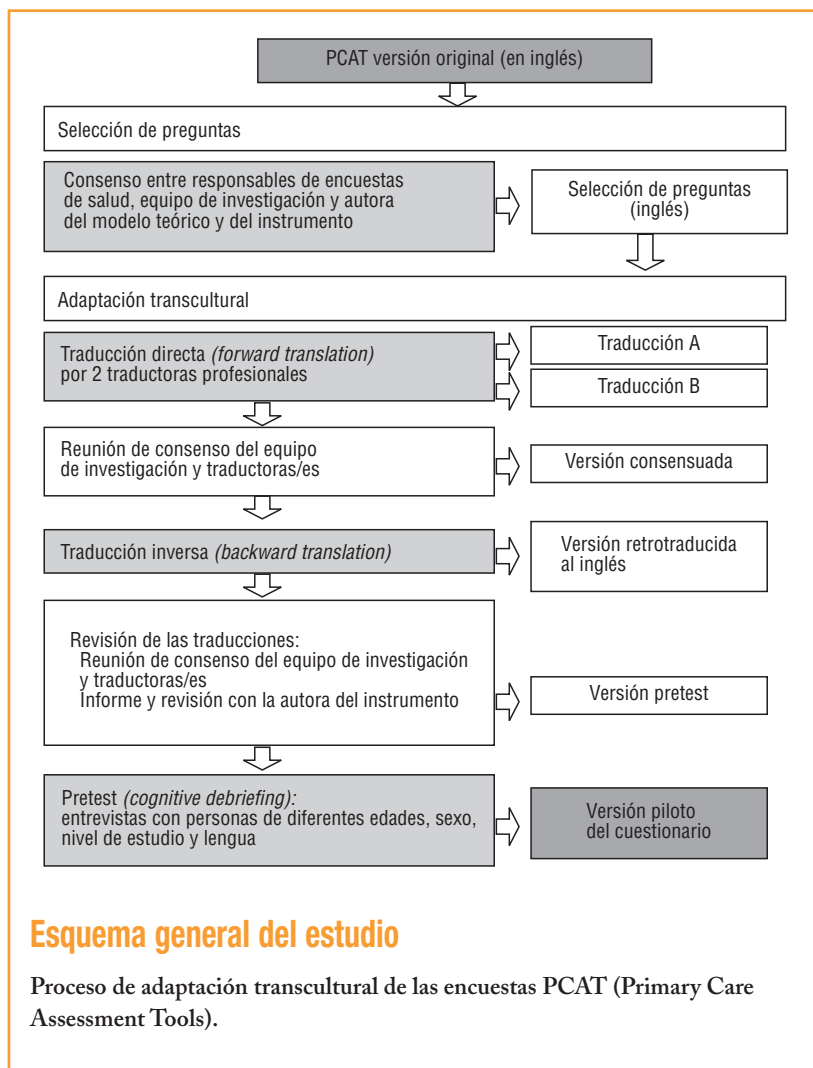 PCAT versión original (en inglés)
Selección de preguntas
Consenso entre responsables de encuestas
de salud, equipo de investigación y autora
del modelo teórico y del instrumento
Selección de preguntas
(inglés)
Adaptación transcultural
Traducción directa (forward translation)
por 2 traductoras profesionales
Traducción A
Traducción B
Reunión de consenso del equipo
de investigación y traductoras/es
Versión consensuada
Traducción inversa (backward translation)
Versión retrotraducida
al inglés
Revisión de las traducciones:
Reunión de consenso del equipo de investigación
y traductoras/es
Informe y revisión con la autora del instrumento
Versión pretest
Pretest (cognitive debriefing):
entrevistas con personas de diferentes edades, sexo,
nivel de estudio y lengua
Versión piloto
del cuestionario
Esquema general del estudio
Proceso de adaptación transcultural de las encuestas PCAT (Primary Care
Assessment Tools).